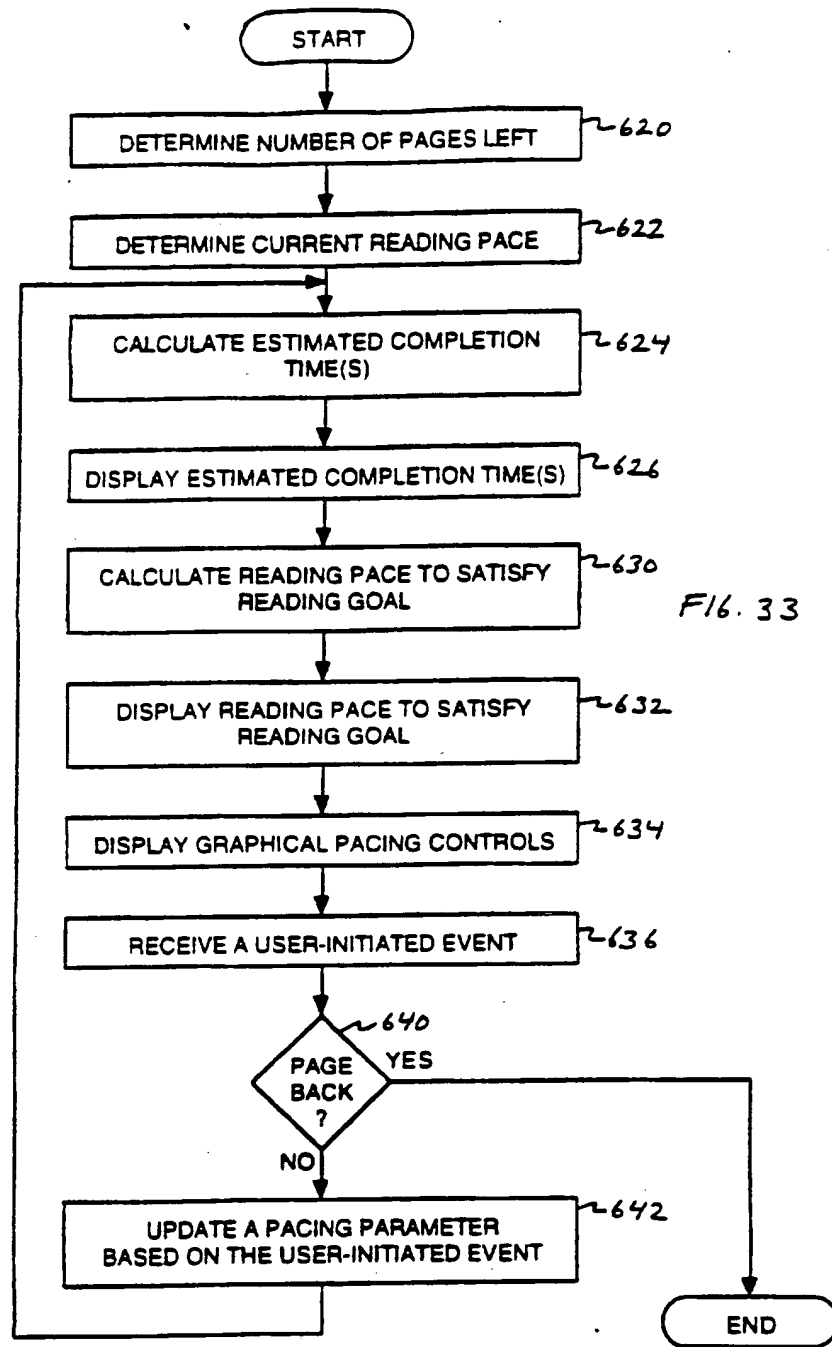 START
DETERMINE NUMBER OF PAGES LEFT
620
DETERMINE CURRENT READING PACE
622
CALCULATE ESTIMATED COMPLETION
TIME(S)
624
DISPLAY ESTIMATED COMPLETION TIME(S)
626
CALCULATE READING PACE TO SATISFY
READING GOAL
630
FIG. 33
DISPLAY READING PACE TO SATISFY
READING GOAL
632
DISPLAY GRAPHICAL PACING CONTROLS
634
RECEIVE A USER-INITIATED EVENT
636
640
PAGE
BACK
?
YES
NO
UPDATE A PACING PARAMETER
BASED ON THE USER-INITIATED EVENT
642
END